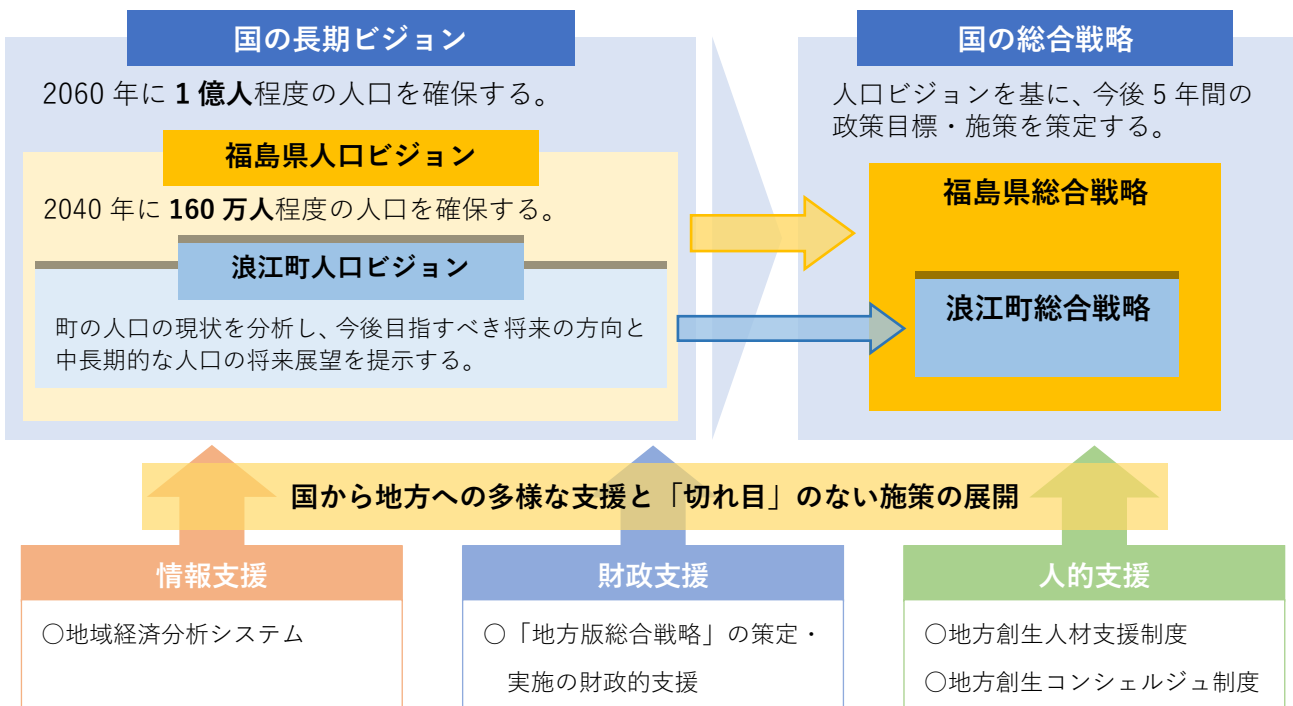 国の長期ビジョン
2060 年に 1 億人程度の人口を確保する。
福島県人口ビジョン
2040 年に 160 万人程度の人口を確保する。
浪江町人口ビジョン
町の人口の現状を分析し、今後目指すべき将来の方向と
中長期的な人口の将来展望を提示する。
国の総合戦略
人口ビジョンを基に、今後 5 年間の
政策目標・施策を策定する。
福島県総合戦略
浪江町総合戦略
国から地方への多様な支援と「切れ目」のない施策の展開
情報支援
○地域経済分析システム
財政支援
○「地方版総合戦略」の策定・
実施の財政的支援
人的支援
○地方創生人材支援制度
○地方創生コンシェルジュ制度